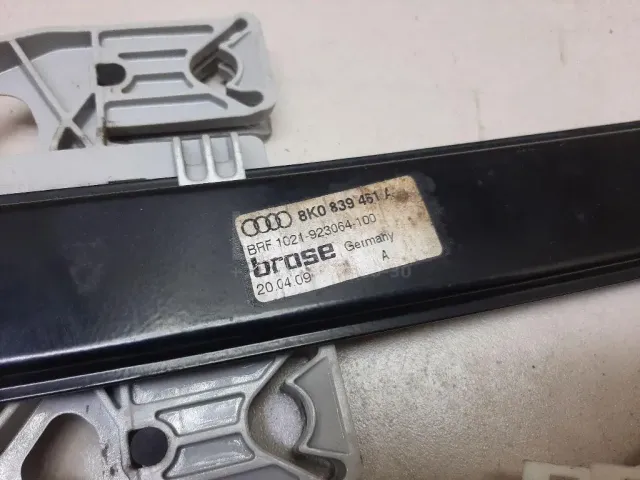 8K0 839 461 A
BRF 1021-923064-100
brose Germany
20.04.09 A